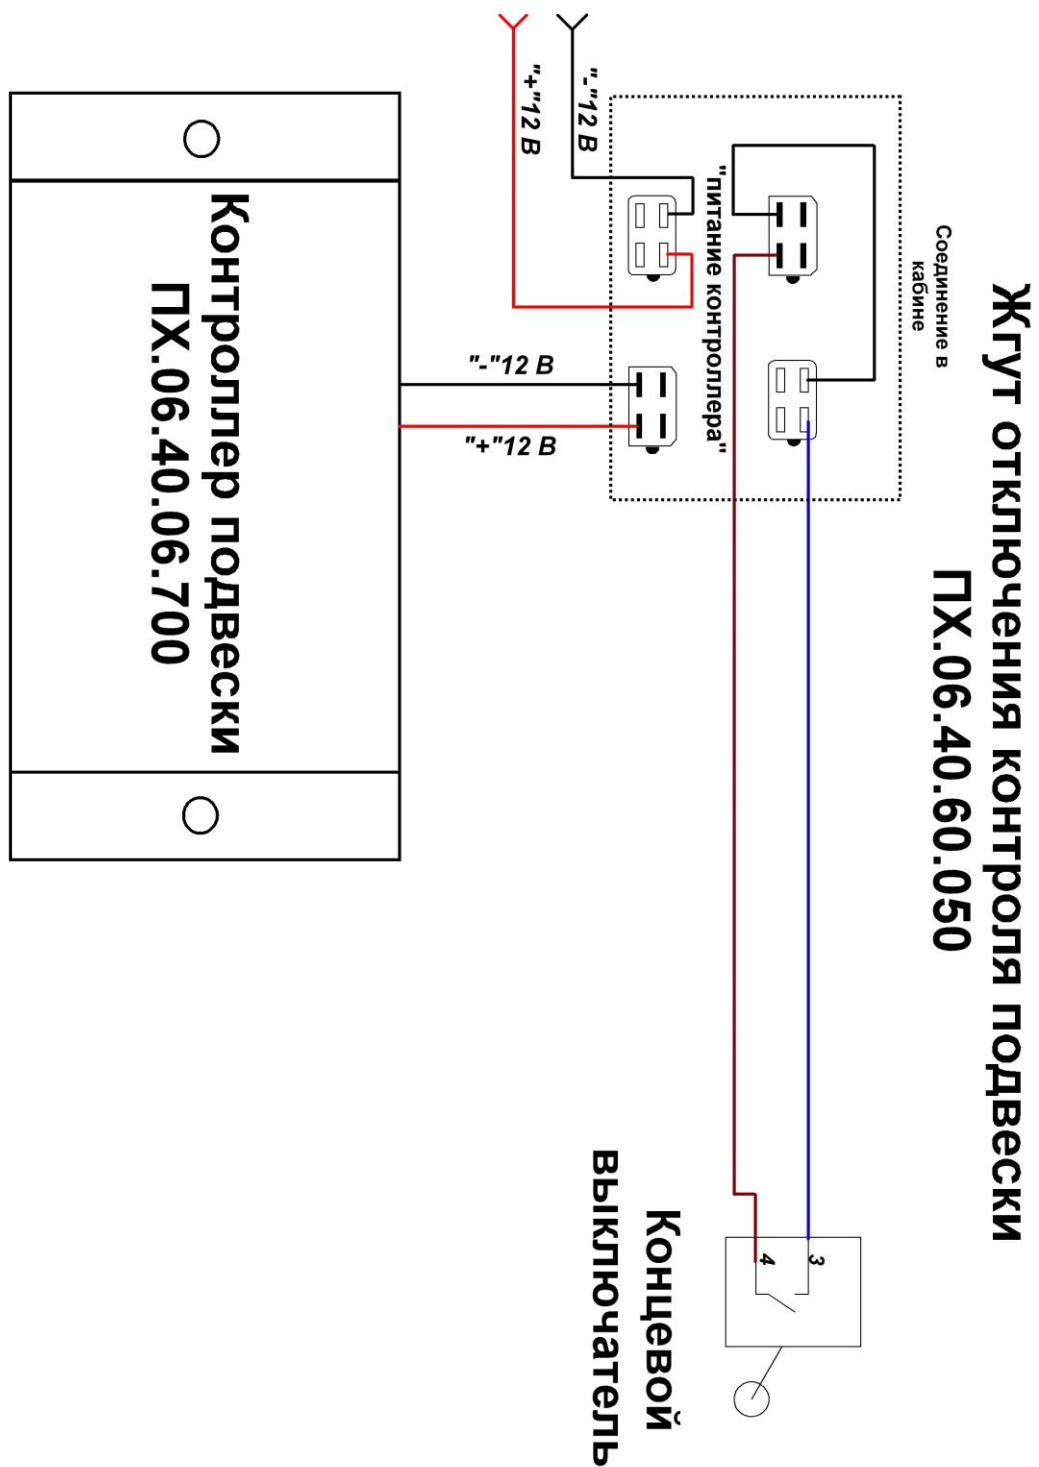 Жгут отключения контроля подвески
ПХ.06.40.60.050
Соединение в
кабине
"питание контроллера"
"-"12 В
"+"12 В
"-"12 В
"+"12 В
Контроллер подвески
ПХ.06.40.06.700
3
4
Концевой
выключатель